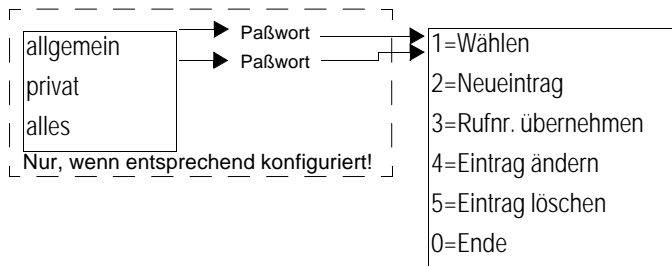 allgemein
privat
alles
Paßwort
Paßwort
Nur, wenn entsprechend konfiguriert!
1=Wählen
2=Neueintrag
3=Rufnr. übernehmen
4=Eintrag ändern
5=Eintrag löschen
0=Ende